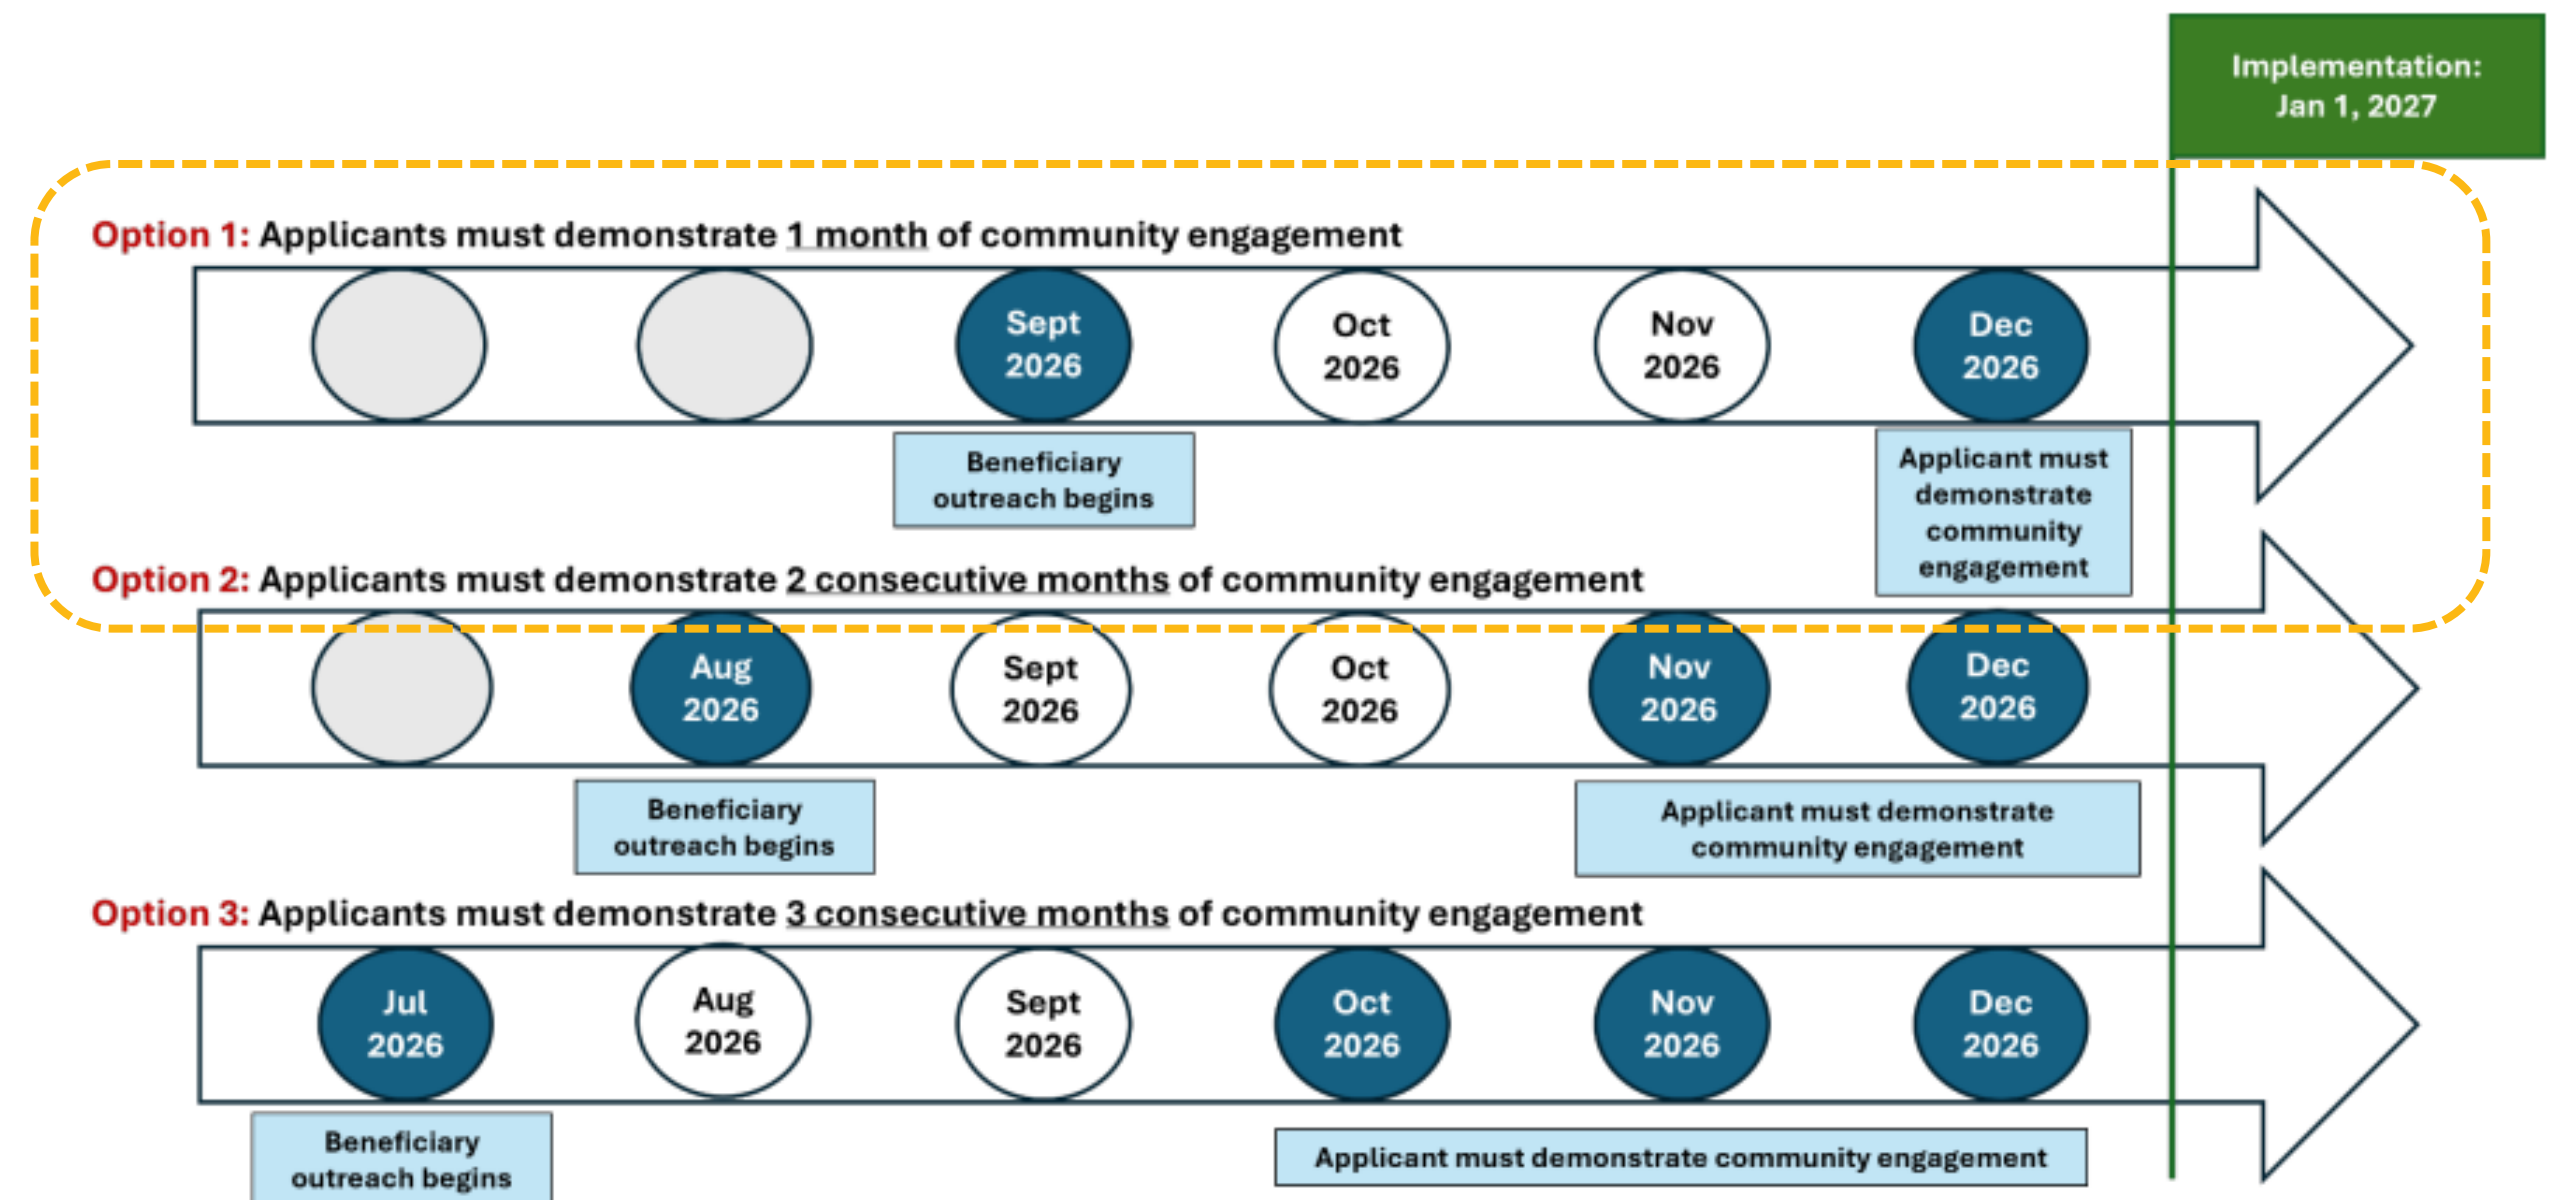 Implementation:
Jan 1, 2027
Option 1: Applicants must demonstrate 1 month of community engagement
Sept
2026
Oct
2026
Nov
2026
Dec
2026
Beneficiary
outreach begins
Applicant must
demonstrate
community
engagement
Option 2: Applicants must demonstrate 2 consecutive months of community engagement
Aug
2026
Sept
2026
Oct
2026
Nov
2026
Dec
2026
Beneficiary
outreach begins
Applicant must demonstrate
community engagement
Option 3: Applicants must demonstrate 3 consecutive months of community engagement
Jul
2026
Aug
2026
Sept
2026
Oct
2026
Nov
2026
Dec
2026
Beneficiary
outreach begins
Applicant must demonstrate community engagement